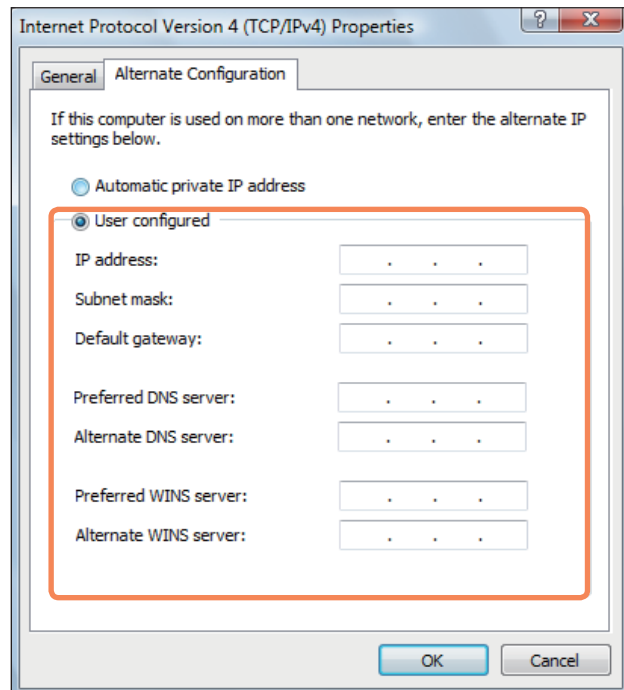 Internet Protocol Version 4 (TCP/IPv4) Properties
General
Alternate Configuration
If this computer is used on more than one network, enter the alternate IP
settings below.
Automatic private IP address
User configured
IP address: . . .
Subnet mask: . . .
Default gateway: . . .
Preferred DNS server: . . .
Alternate DNS server: . . .
Preferred WINS server: . . .
Alternate WINS server: . . .
OK
Cancel